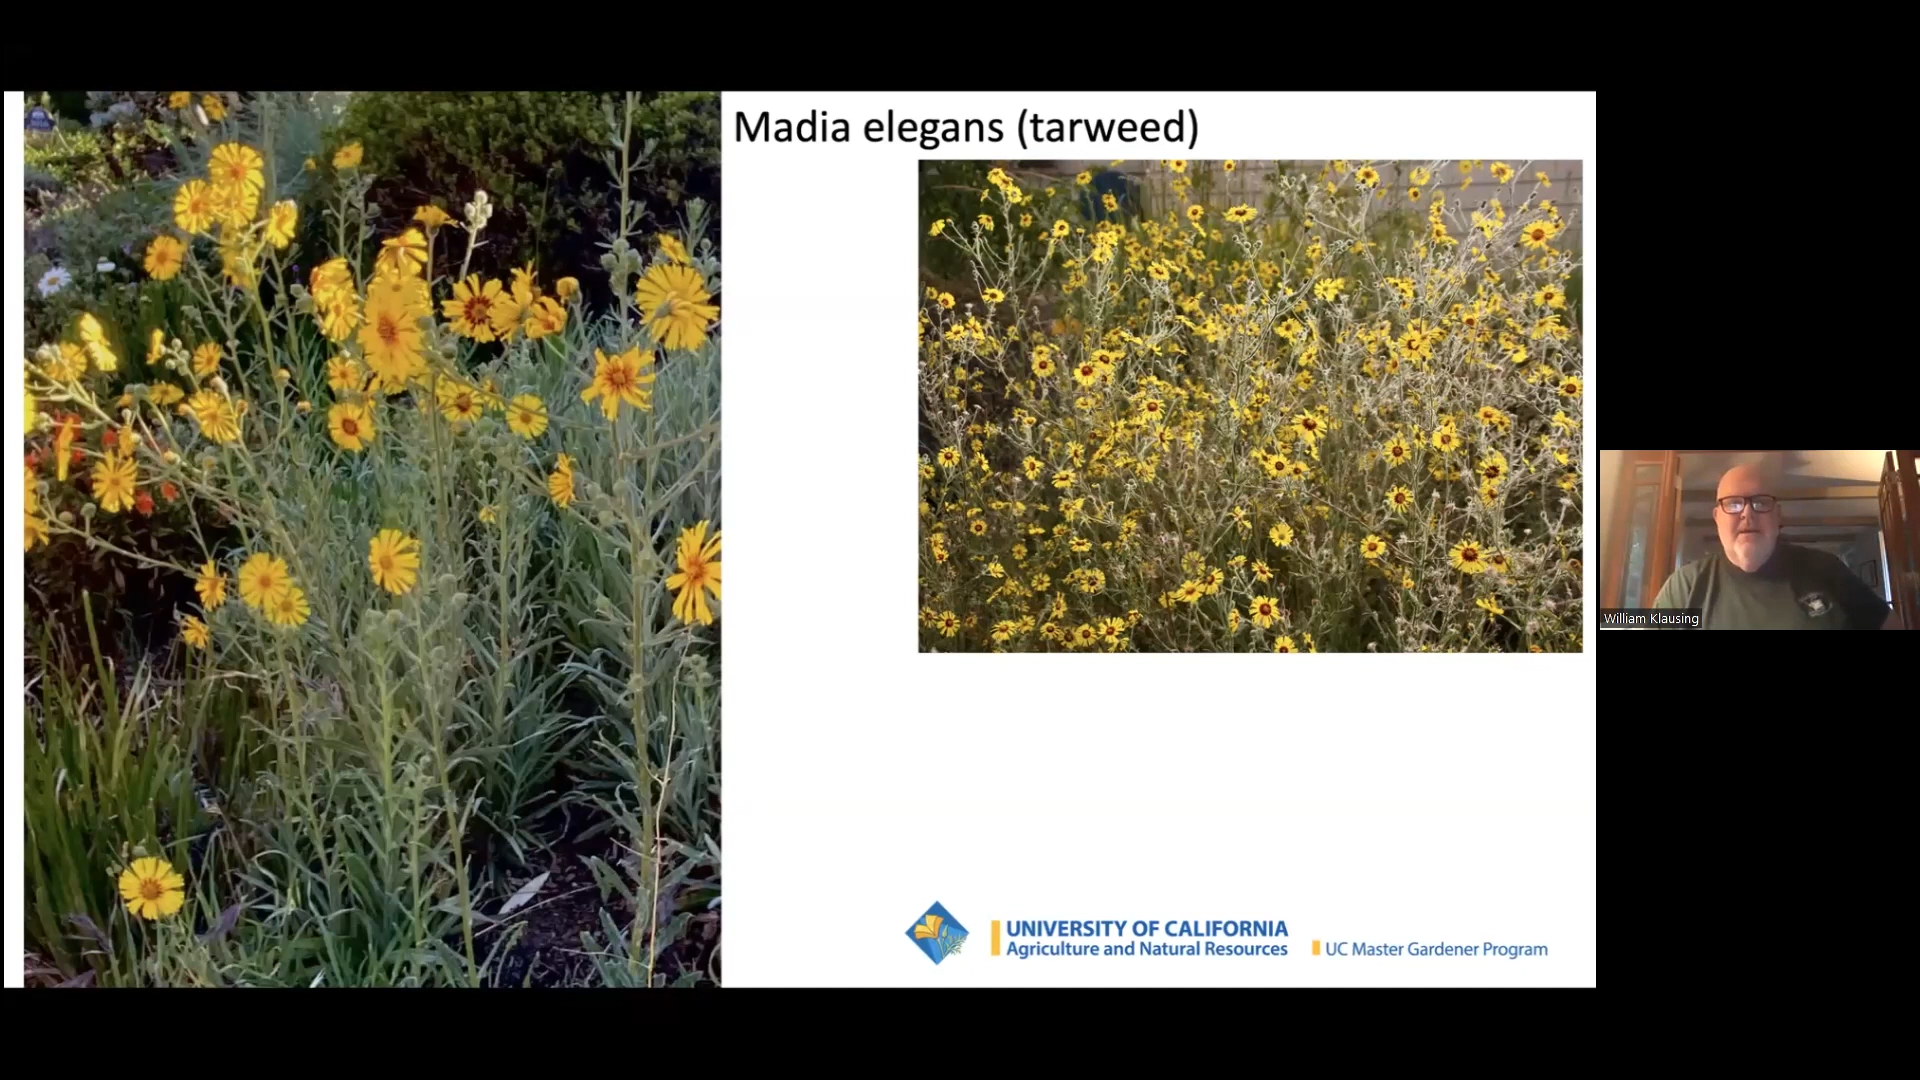 Madia elegans (tarweed)
William Klausing
UNIVERSITY OF CALIFORNIA
Agriculture and Natural Resources
UC Master Gardener Program